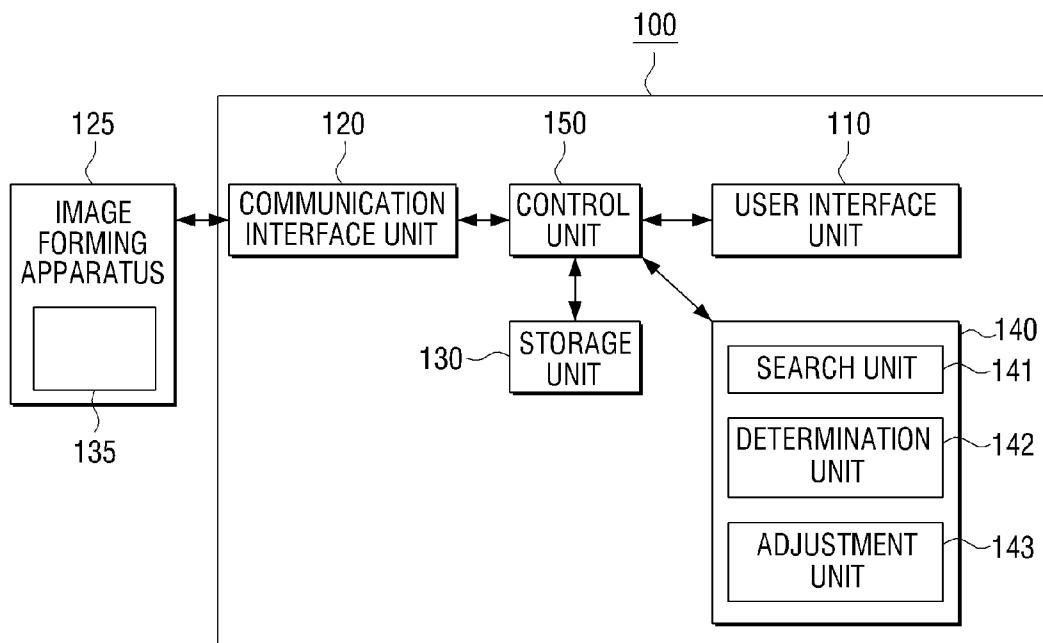 100
125
120
150
110
IMAGE
FORMING
APPARATUS
COMMUNICATION
INTERFACE UNIT
CONTROL
UNIT
USER INTERFACE
UNIT
135
130
STORAGE
UNIT
140
SEARCH UNIT
141
DETERMINATION
UNIT
142
ADJUSTMENT
UNIT
143